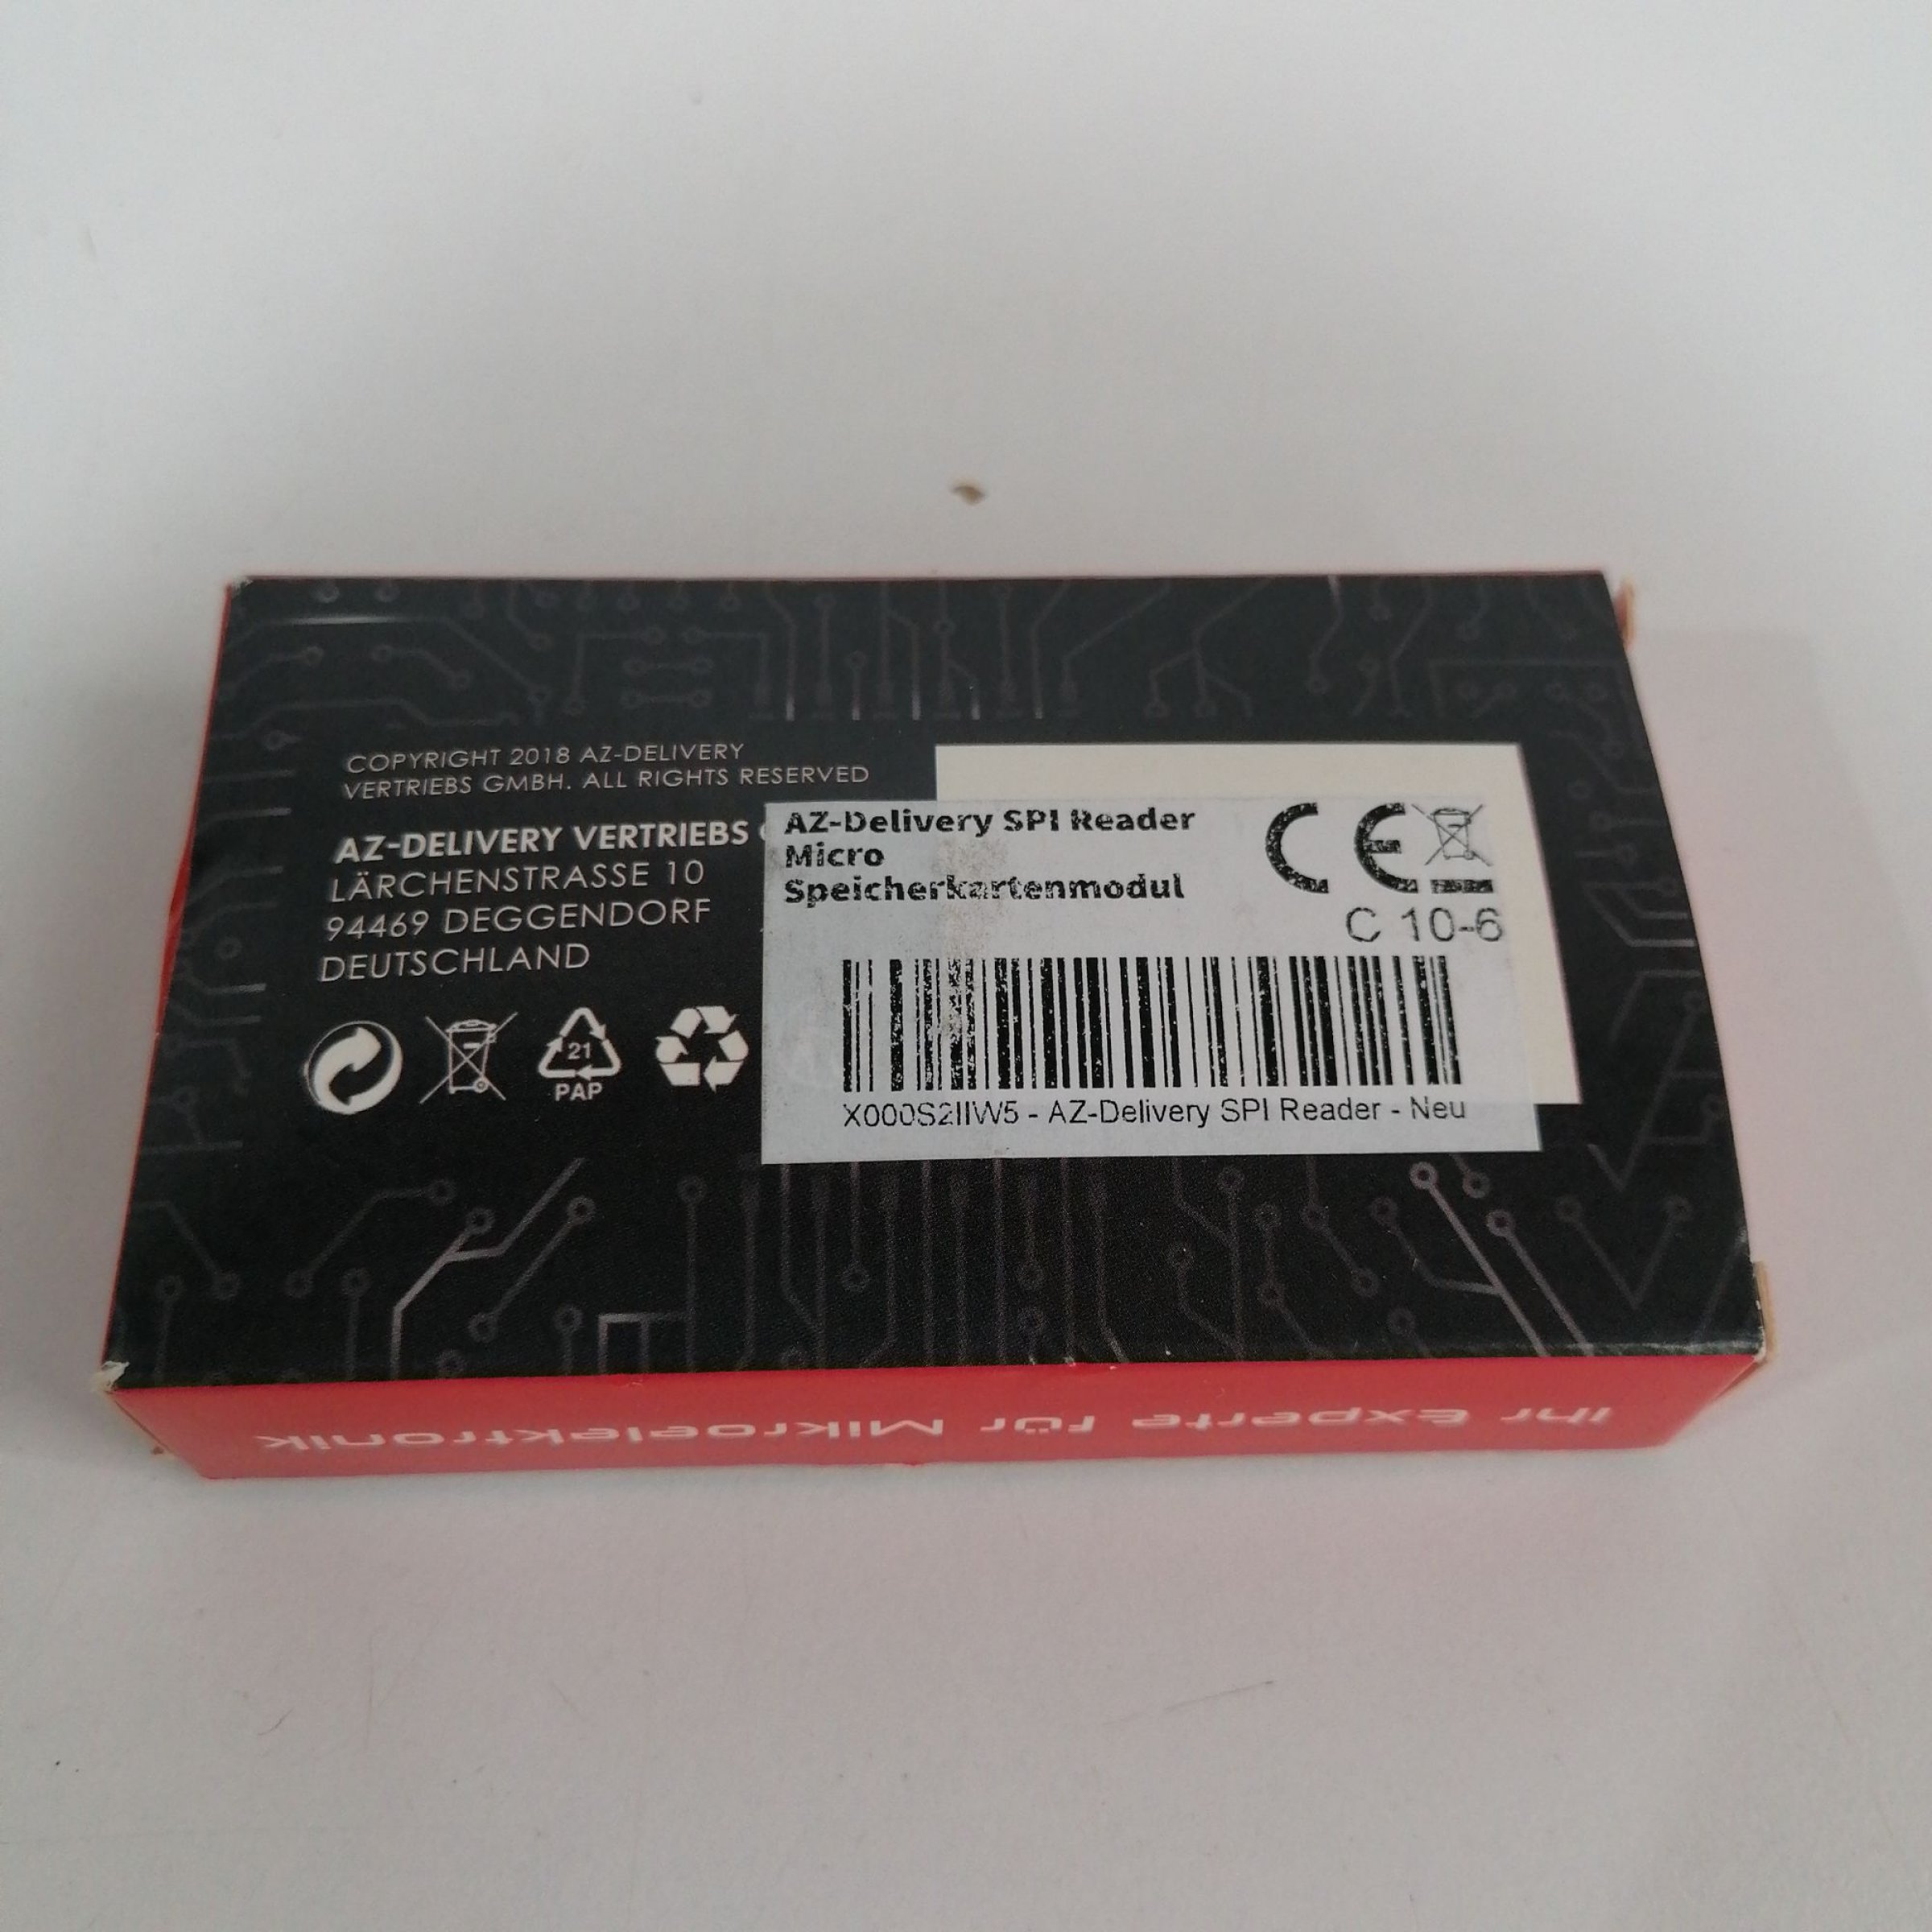 COPYRIGHT 2018 AZ-DELIVERY
VERTRIEBS GMBH. ALL RIGHTS RESERVED
AZ-DELIVERY VERTRIEBS
LÄRCHENSTRASSE 10
94469 DEGGENDORF
DEUTSCHLAND
21
PAP
AZ-Delivery SPI Reader
Micro
Speicherkartenmodul
CE
C 10-6
X000S2IIW5 - AZ-Delivery SPI Reader - Neu
Ihr Experte für Mikroelektronik